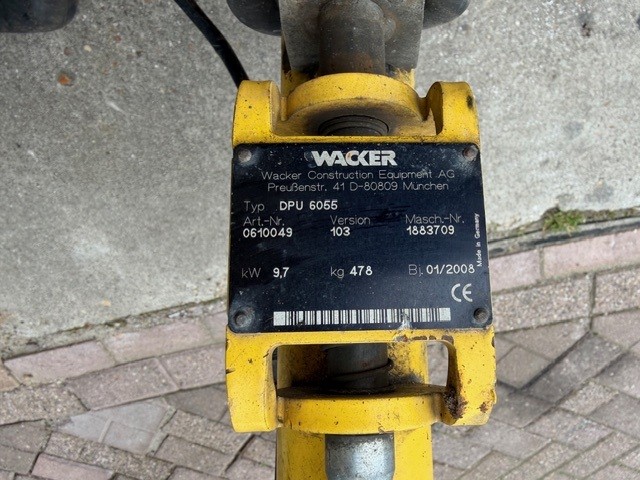 WACKER
Wacker Construction Equipment AG
Preußenstr. 41 D-80809 München
Typ DPU 6055
Art.-Nr. Version Masch.-Nr.
0610049 103 1883709
kW 9,7 kg 478 Bj. 01/2008
CE
Made in Germany